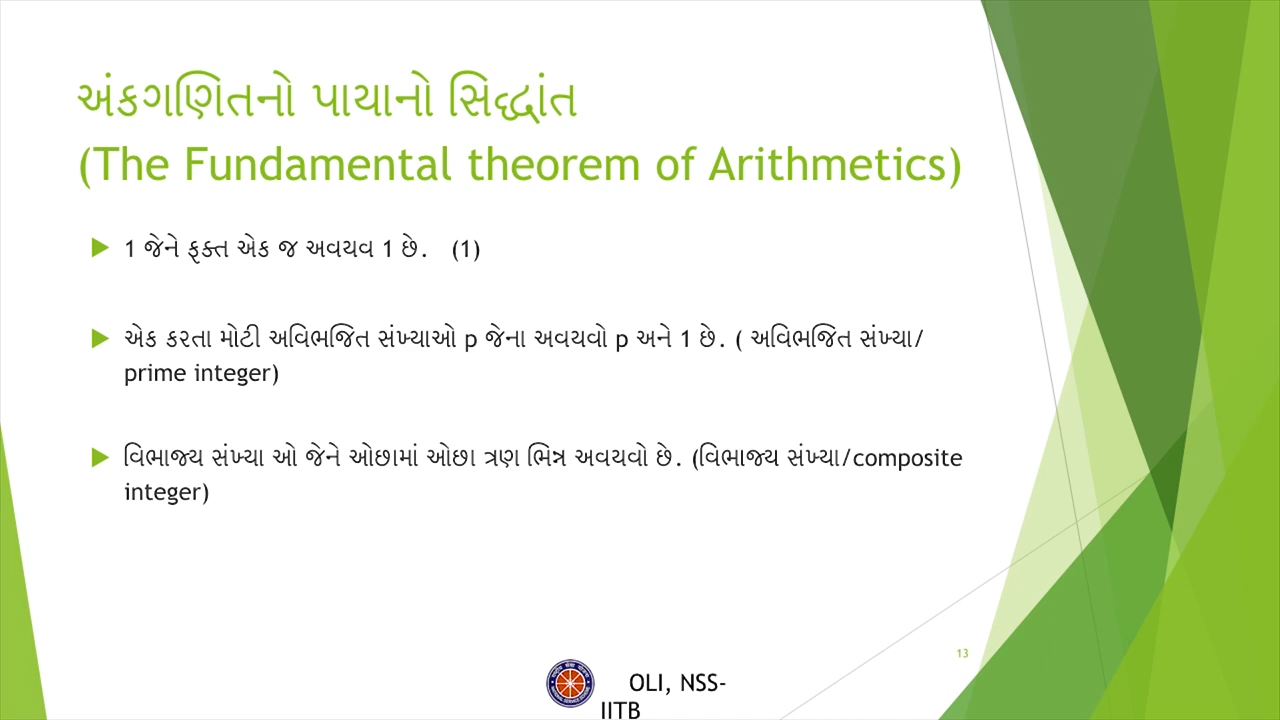 અંકગણિતનો પાયાનો સિદ્ધાંત
(The Fundamental theorem of Arithmetics)
1 જેને ફક્ત એક જ અવયવ 1 છે. (1)
એક કરતા મોટી અવિભજિત સંખ્યાઓ p જેના અવયવો p અને 1 છે. ( અવિભજિત સંખ્યા/
prime integer)
વિભાજ્ય સંખ્યા ઓ જેને ઓછામાં ઓછા ત્રણ ભિન્ન અવયવો છે. (વિભાજ્ય સંખ્યા/composite
integer)
13
OLI, NSS-
IITB